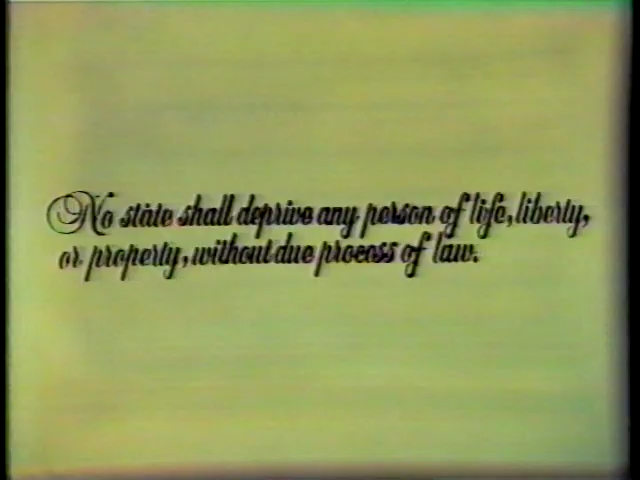 No state shall deprive any person of life, liberty,
or property, without due process of law.